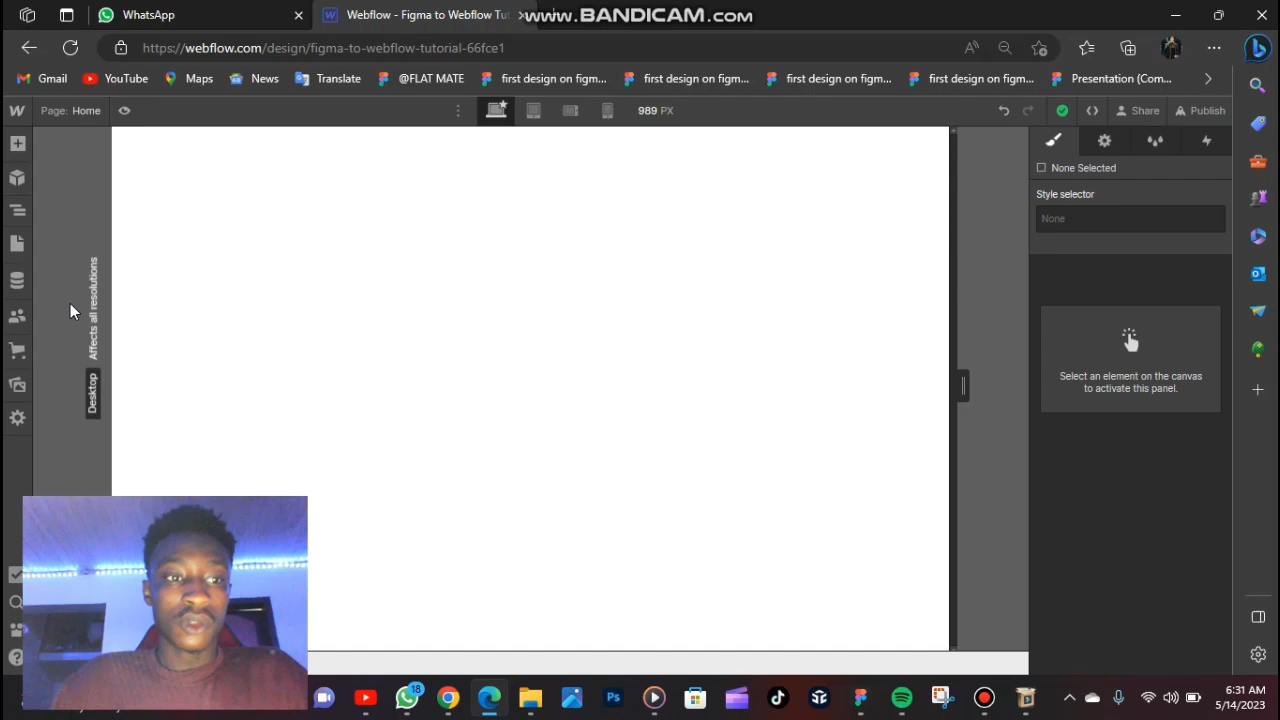 WhatsApp
Webflow - Figma to Webflow Tut
www.BANDICAM.com
https://webflow.com/design/figma-to-webflow-tutorial-66fce1
Gmail
YouTube
Maps
News
Translate
@FLAT MATE
first design on figm...
first design on figm...
first design on figm...
first design on figm...
Presentation (Com...
Page: Home
989 PX
Share
Publish
None Selected
Style selector
None
Affects all resolutions
Desktop
Select an element on the canvas
to activate this panel.
18
Ps
6:31 AM
5/14/2023